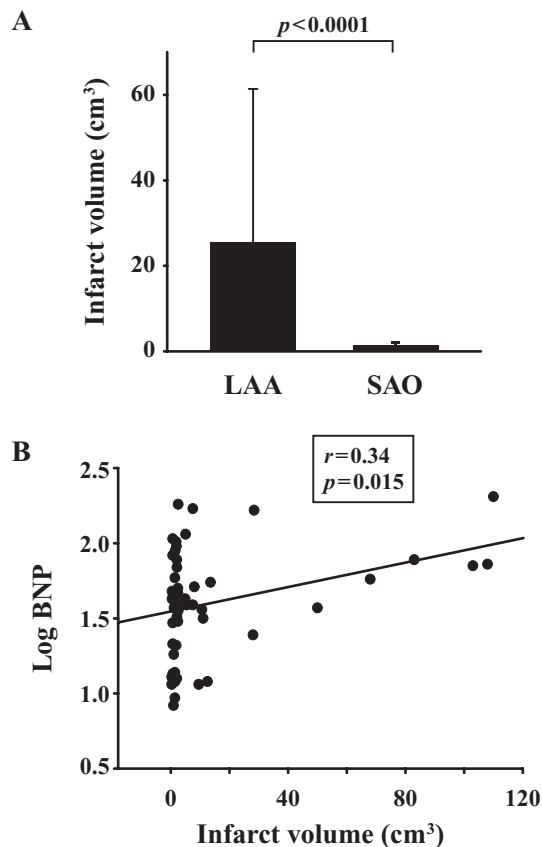 A
p<0.0001
Infarct volume (cm³)
60
40
20
0
LAA
SAO
B
r=0.34
p=0.015
Log BNP
2.5
2.0
1.5
1.0
0.5
0
40
80
120
Infarct volume (cm³)